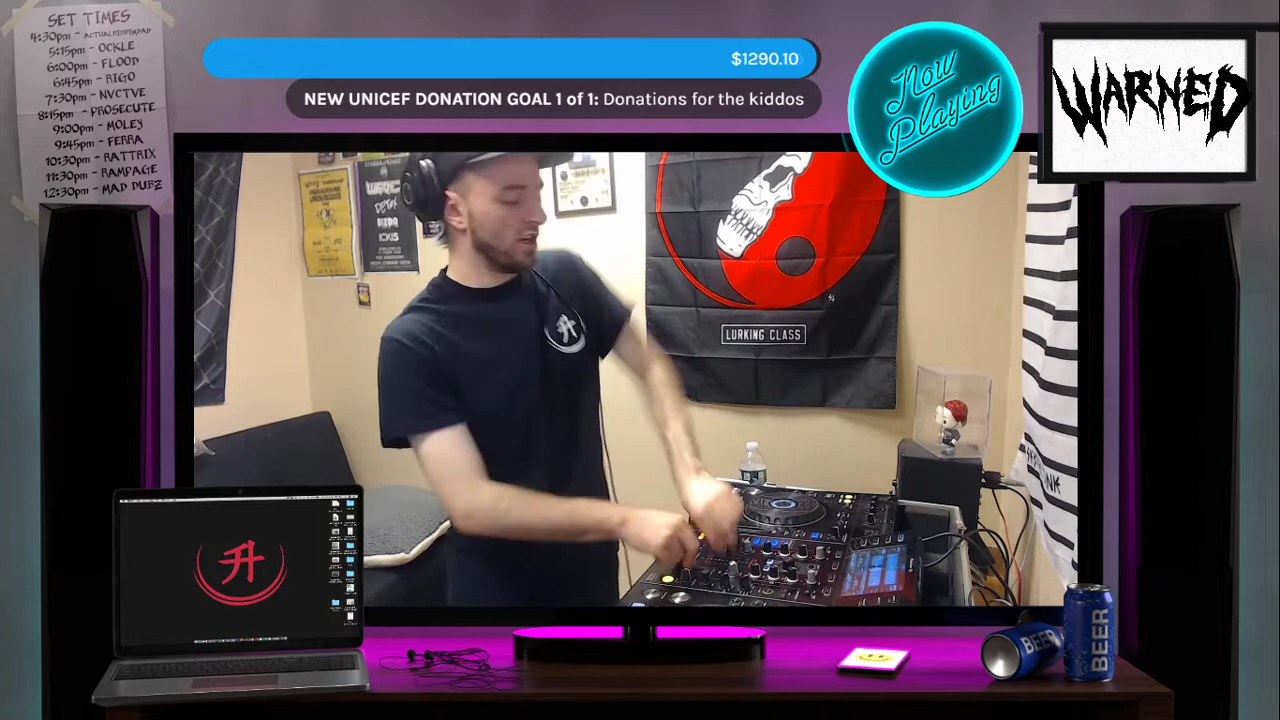 SET TIMES
4:30pm - ACTUALRIDDIMDAD
5:15pm - OCKLE
6:00pm - FLOOD
6:45pm - RIGO
7:30pm - NVCTVE
8:15pm - PROSECUTE
9:00pm - MOLEY
9:45pm - FERRA
10:30pm - RATTRIX
11:30pm - RAMPAGE
12:30pm - MAD DUBZ
$1290.10
NEW UNICEF DONATION GOAL 1 of 1: Donations for the kiddos
Now
Playing
WARNED
升
LURKING CLASS
升
BEER
BEER